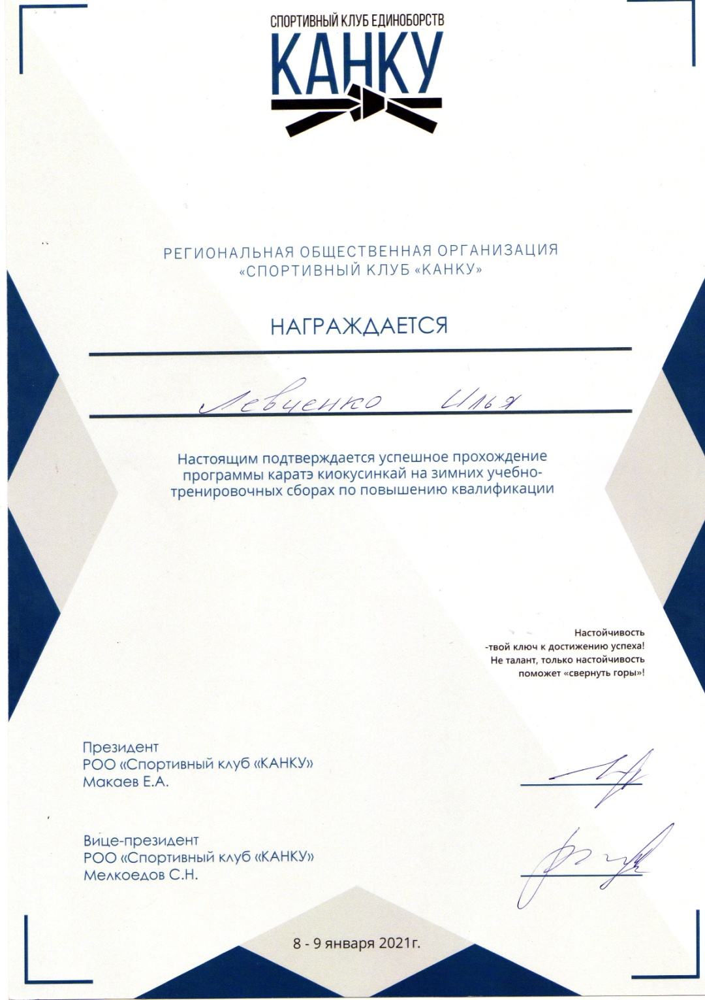 СПОРТИВНЫЙ КЛУБ ЕДИНОБОРСТВ
КАНКУ
РЕГИОНАЛЬНАЯ ОБЩЕСТВЕННАЯ ОРГАНИЗАЦИЯ
«СПОРТИВНЫЙ КЛУБ «КАНКУ»
НАГРАЖДАЕТСЯ
Левченко Илья
Настоящим подтверждается успешное прохождение
программы каратэ киокусинкай на зимних учебно-
тренировочных сборах по повышению квалификации
Настойчивость
-твой ключ к достижению успеха!
Не талант, только настойчивость
поможет «свернуть горы»!
Президент
РОО «Спортивный клуб «КАНКУ»
Макаев Е.А.
Вице-президент
РОО «Спортивный клуб «КАНКУ»
Мелкоедов С.Н.
8 - 9 января 2021г.